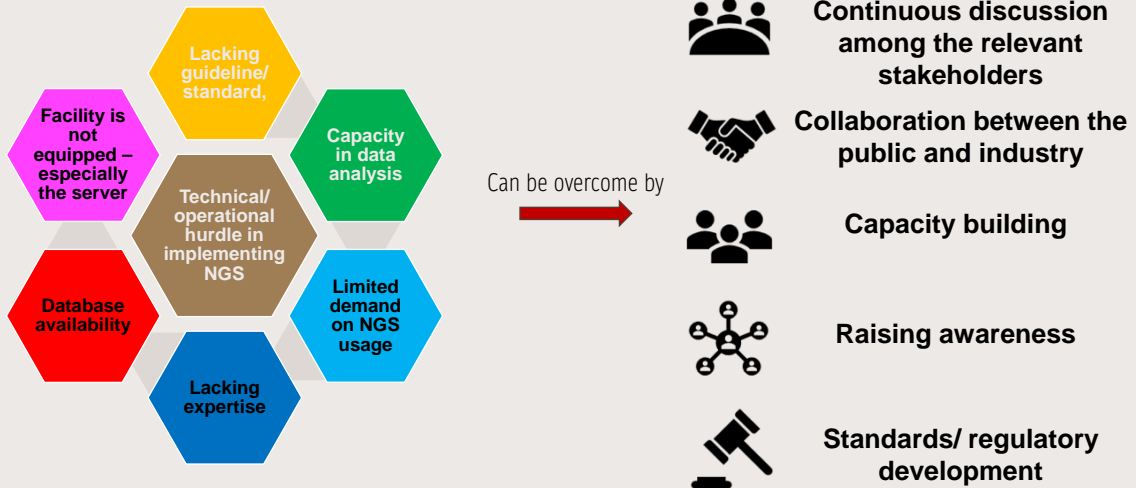 Lacking
guideline/
standard,
Facility is
not
equipped –
especially
the server
Capacity
in data
analysis
Technical/
operational
hurdle in
implementing
NGS
Database
availability
Limited
demand
on NGS
usage
Lacking
expertise
Can be overcome by
Continuous discussion
among the relevant
stakeholders
Collaboration between the
public and industry
Capacity building
Raising awareness
Standards/ regulatory
development